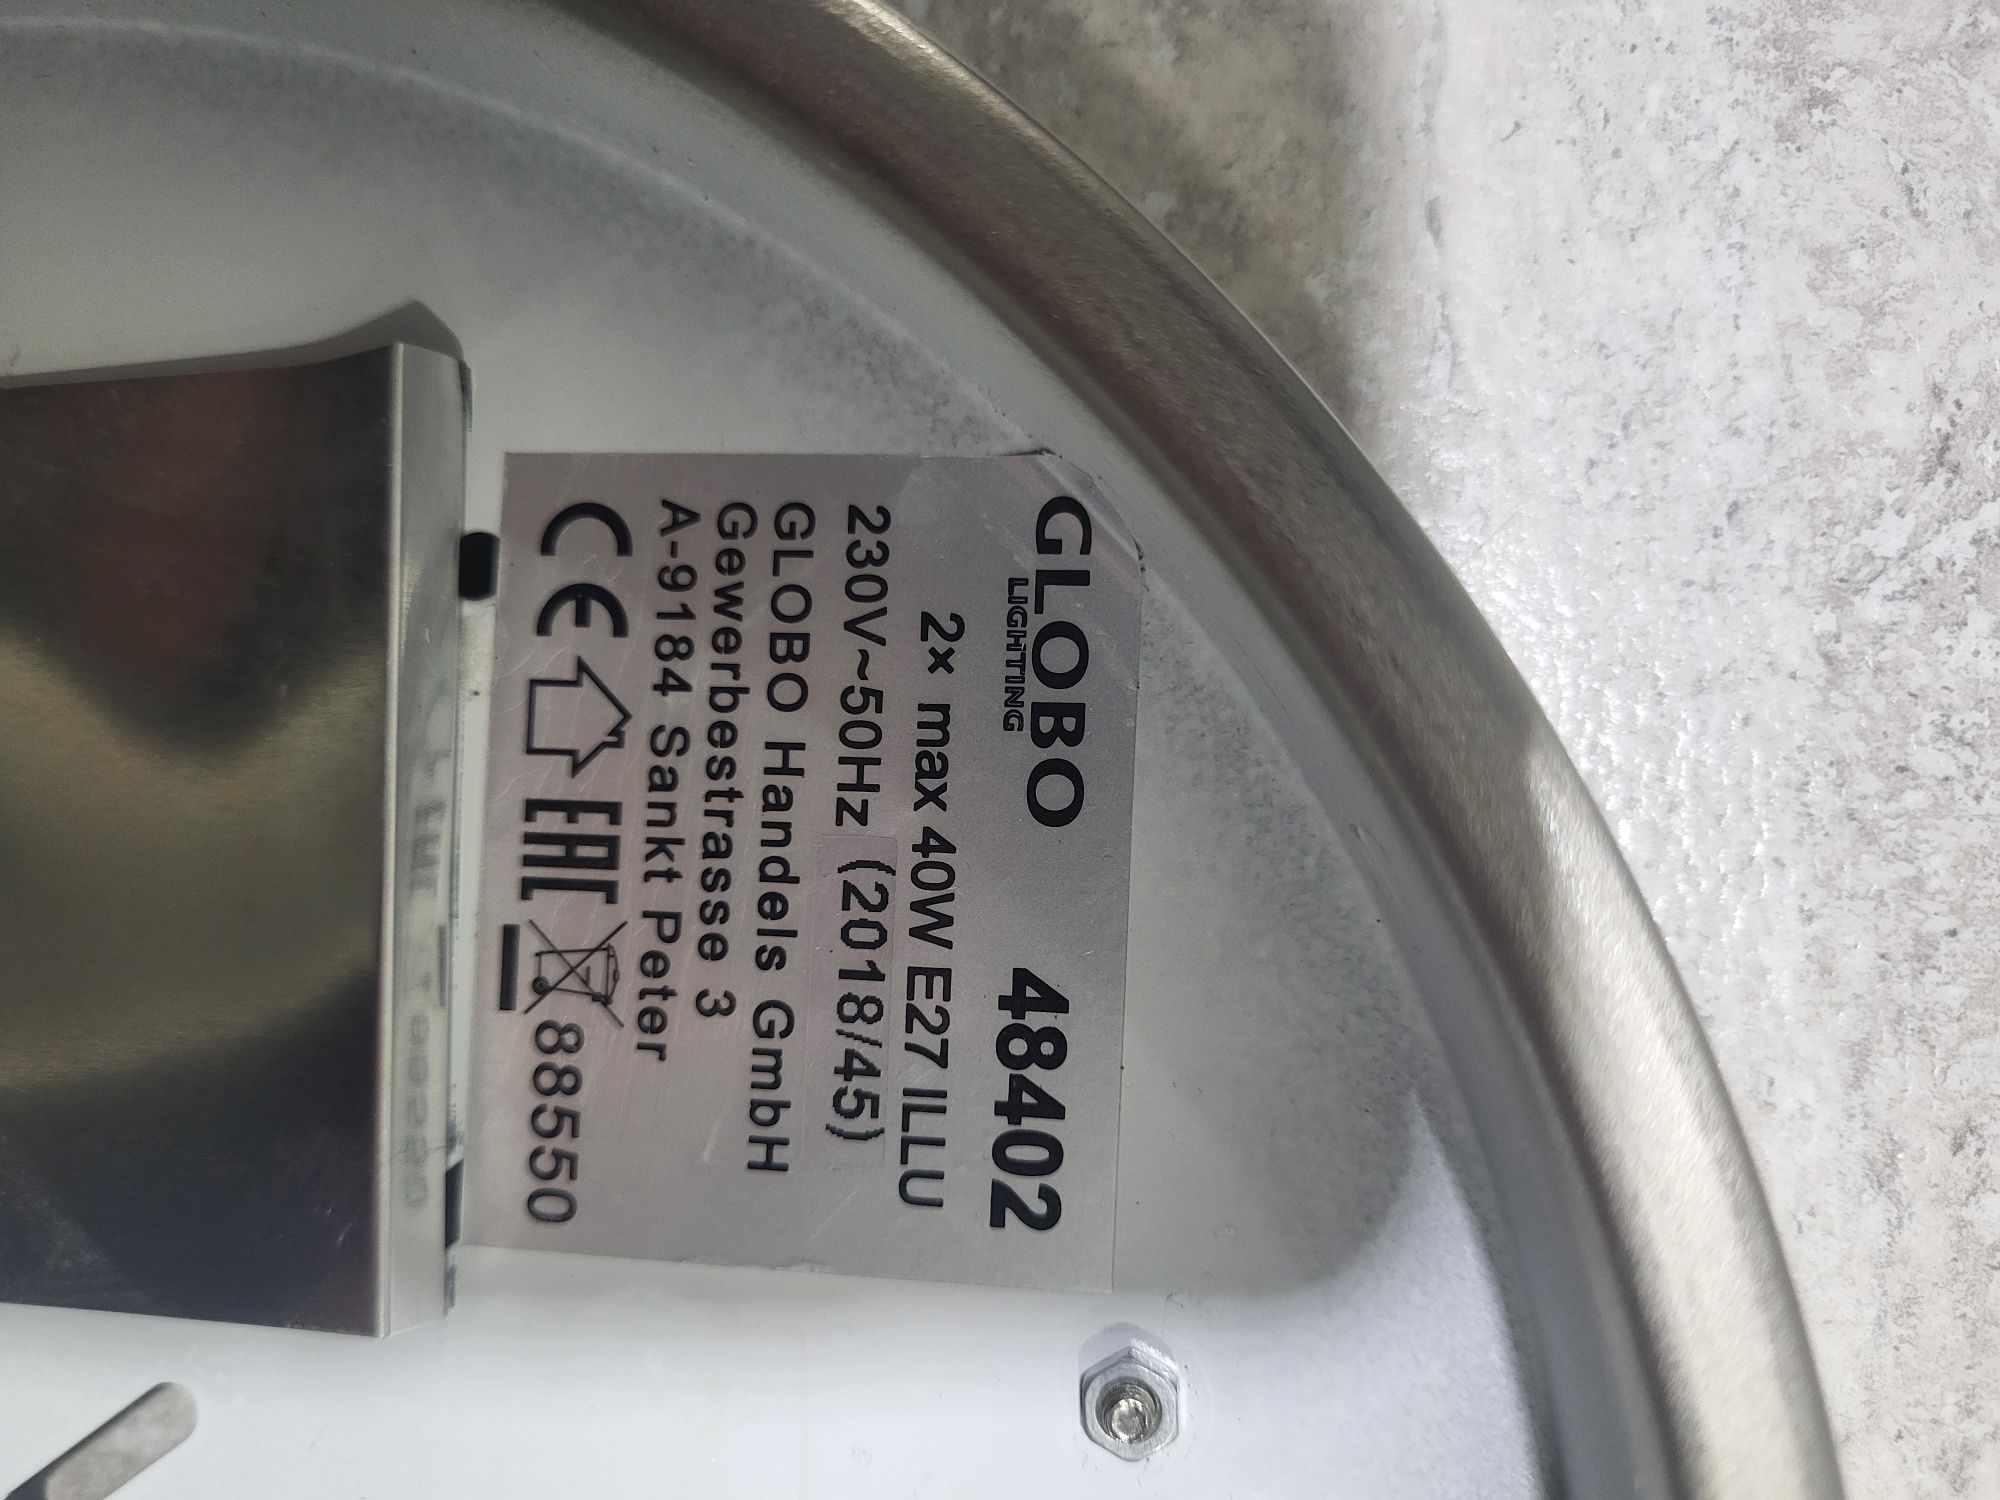 GLOBO 48402
LIGHTING
2x max 40W E27 ILLU
230V~50Hz (2018/45)
GLOBO Handels GmbH
Gewerbestrasse 3
A-9184 Sankt Peter
CE EAC 88550